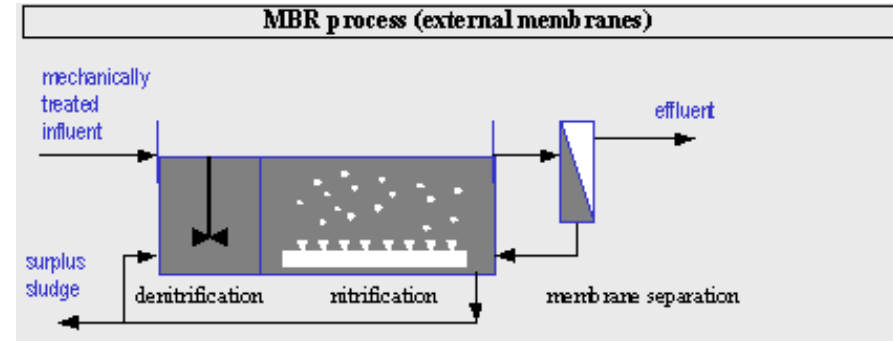 MBR process (external membranes)
mechanically
treated
influent
effluent
surplus
sludge
denitrification
nitrification
membrane separation